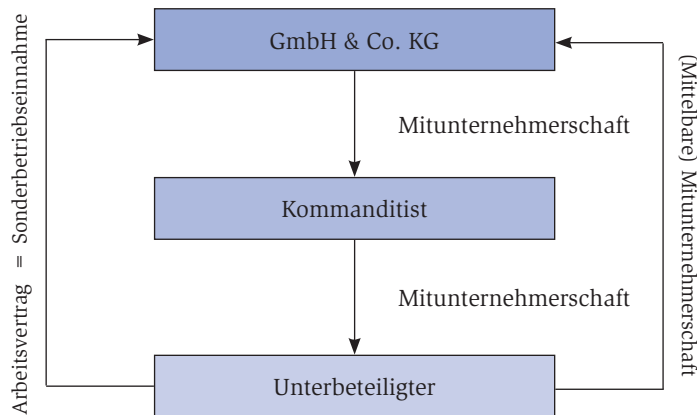 GmbH & Co. KG
Mitunternehmerschaft
Kommanditist
Mitunternehmerschaft
Unterbeteiligter
Arbeitsvertrag = Sonderbetriebseinnahme
(Mittelbare) Mitunternehmerschaft